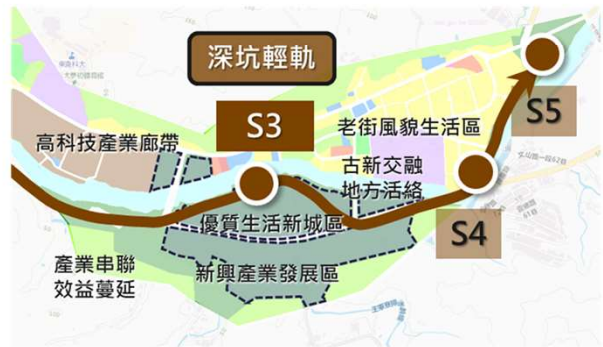 深坑輕軌
S3
S5
老街風貌生活區
高科技產業廊帶
古新交融
地方活絡
優質生活新城區
S4
產業串聯
效益蔓延
新興產業發展區